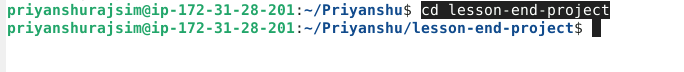 priyanshurajsim@ip-172-31-28-201:~/Priyanshu$ cd lesson-end-project
priyanshurajsim@ip-172-31-28-201:~/Priyanshu/lesson-end-project$